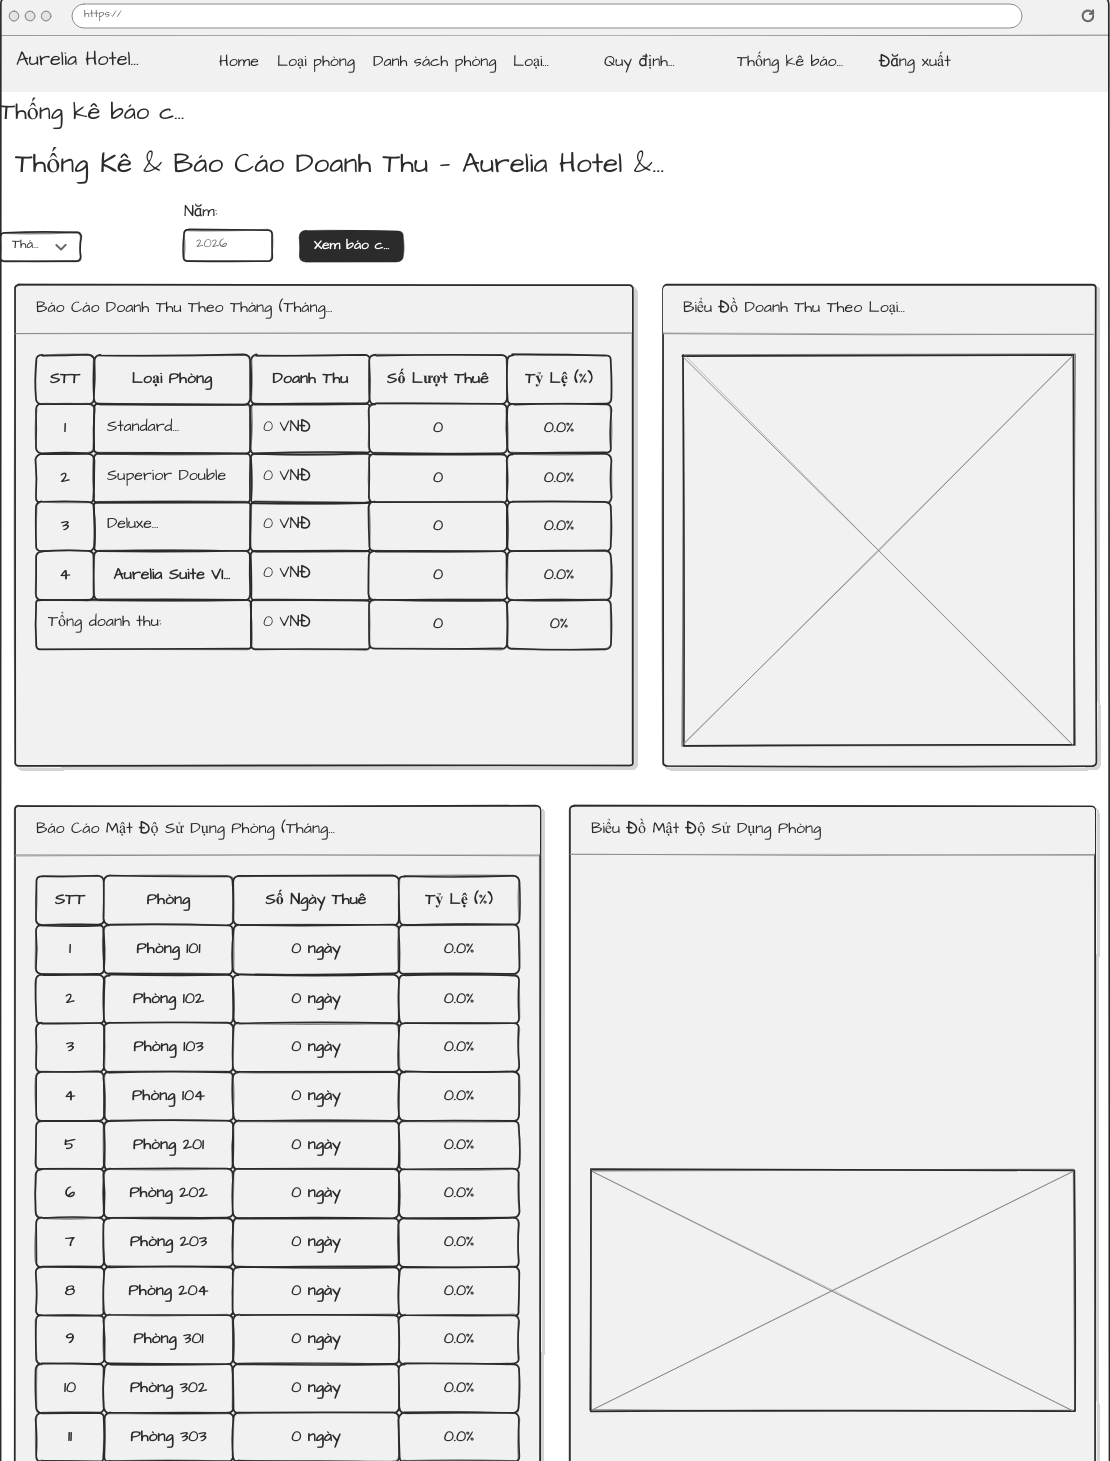 https://
Aurelia Hotel... Home Loại phòng Danh sách phòng Loại... Quy định... Thống kê báo... Đăng xuất
Thống kê báo c...
Thống Kê & Báo Cáo Doanh Thu - Aurelia Hotel &...
Năm:
Thá... 2026 Xem báo c...
Báo Cáo Doanh Thu Theo Tháng (Tháng...
STT Loại Phòng Doanh Thu Số Lượt Thuê Tỷ Lệ (%)
1 Standard... 0 VNĐ 0 0.0%
2 Superior Double 0 VNĐ 0 0.0%
3 Deluxe... 0 VNĐ 0 0.0%
4 Aurelia Suite VI... 0 VNĐ 0 0.0%
Tổng doanh thu: 0 VNĐ 0 0%
Biểu Đồ Doanh Thu Theo Loại...
Báo Cáo Mật Độ Sử Dụng Phòng (Tháng...
STT Phòng Số Ngày Thuê Tỷ Lệ (%)
1 Phòng 101 0 ngày 0.0%
2 Phòng 102 0 ngày 0.0%
3 Phòng 103 0 ngày 0.0%
4 Phòng 104 0 ngày 0.0%
5 Phòng 201 0 ngày 0.0%
6 Phòng 202 0 ngày 0.0%
7 Phòng 203 0 ngày 0.0%
8 Phòng 204 0 ngày 0.0%
9 Phòng 301 0 ngày 0.0%
10 Phòng 302 0 ngày 0.0%
11 Phòng 303 0 ngày 0.0%
Biểu Đồ Mật Độ Sử Dụng Phòng